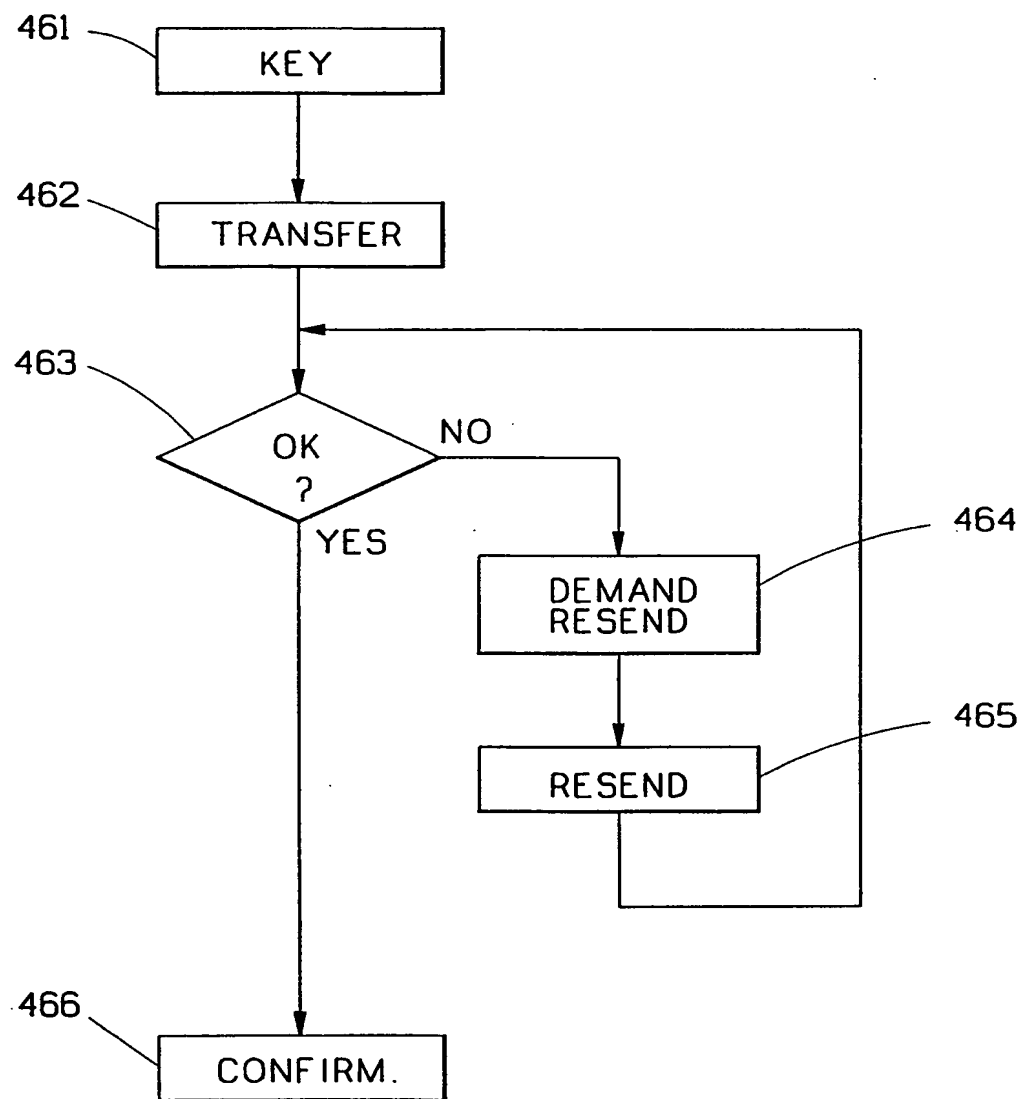 461
KEY
462
TRANSFER
463
OK
?
NO
YES
464
DEMAND
RESEND
465
RESEND
466
CONFIRM.